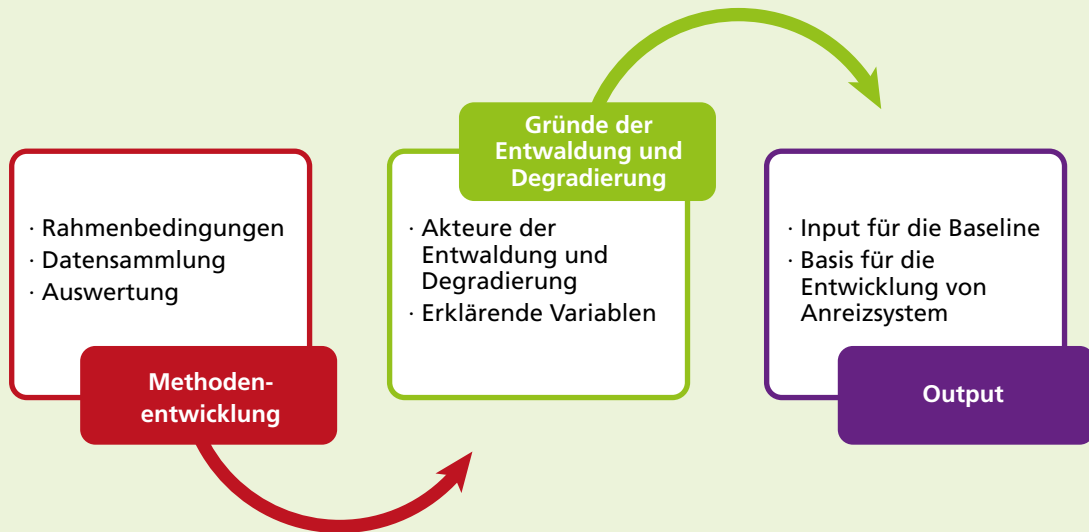 · Rahmenbedingungen
· Datensammlung
· Auswertung
Methoden-
entwicklung
Gründe der
Entwaldung und
Degradierung
· Akteure der
Entwaldung und
Degradierung
· Erklärende Variablen
· Input für die Baseline
· Basis für die
Entwicklung von
Anreizsystem
Output